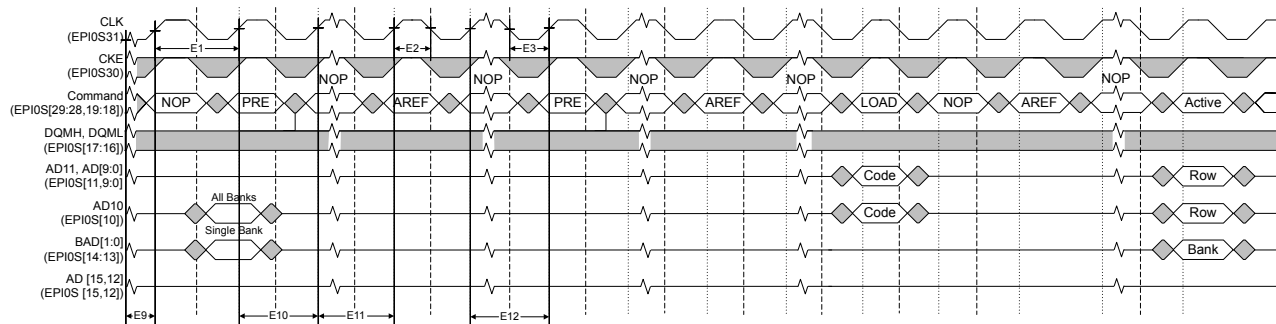 CLK
(EPI0S31)
E1
E2
E3
CKE
(EPI0S30)
NOP
NOP
NOP
NOP
NOP
Command
(EPI0S[29:28,19:18])
NOP
PRE
AREF
PRE
AREF
LOAD
NOP
AREF
Active
DQMH, DQML
(EPI0S[17:16])
AD11, AD[9:0]
(EPI0S[11,9:0])
Code
Row
All Banks
AD10
(EPI0S[10])
Code
Row
Single Bank
BAD[1:0]
(EPI0S[14:13])
Bank
AD [15,12]
(EPI0S [15,12])
E9
E10
E11
E12